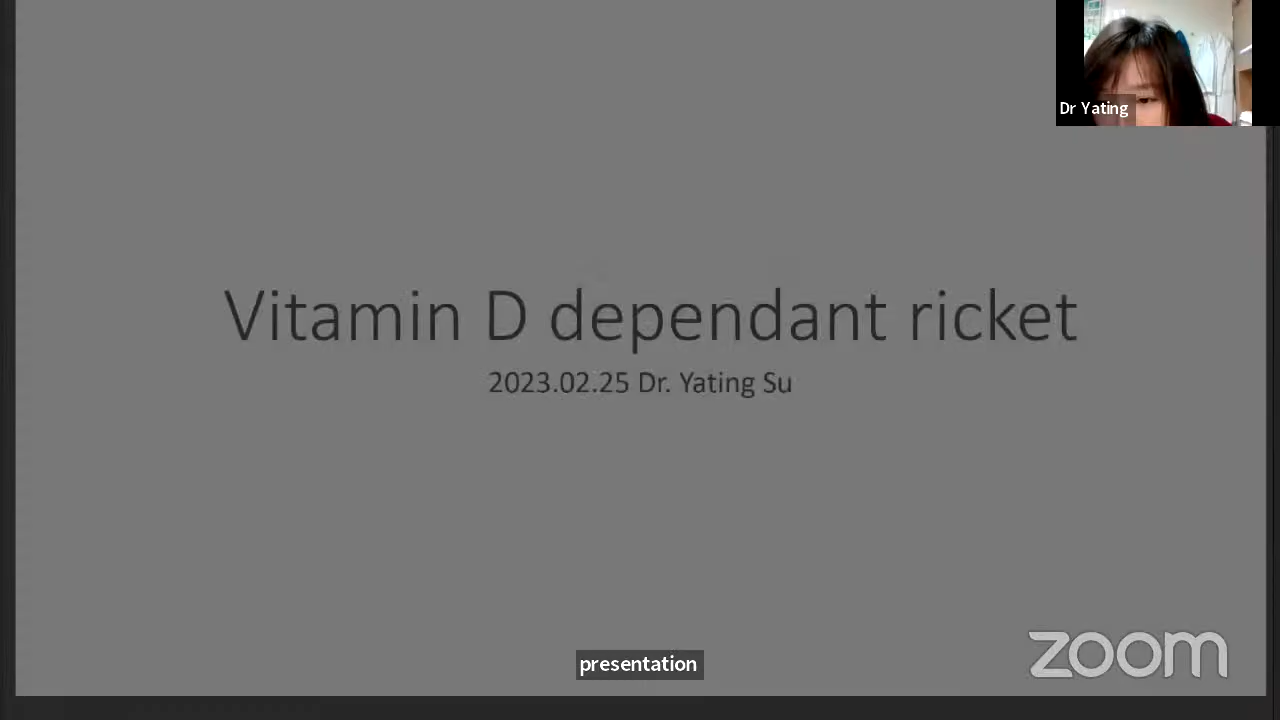 Dr Yating
Vitamin D dependant ricket
2023.02.25 Dr. Yating Su
presentation
zoom